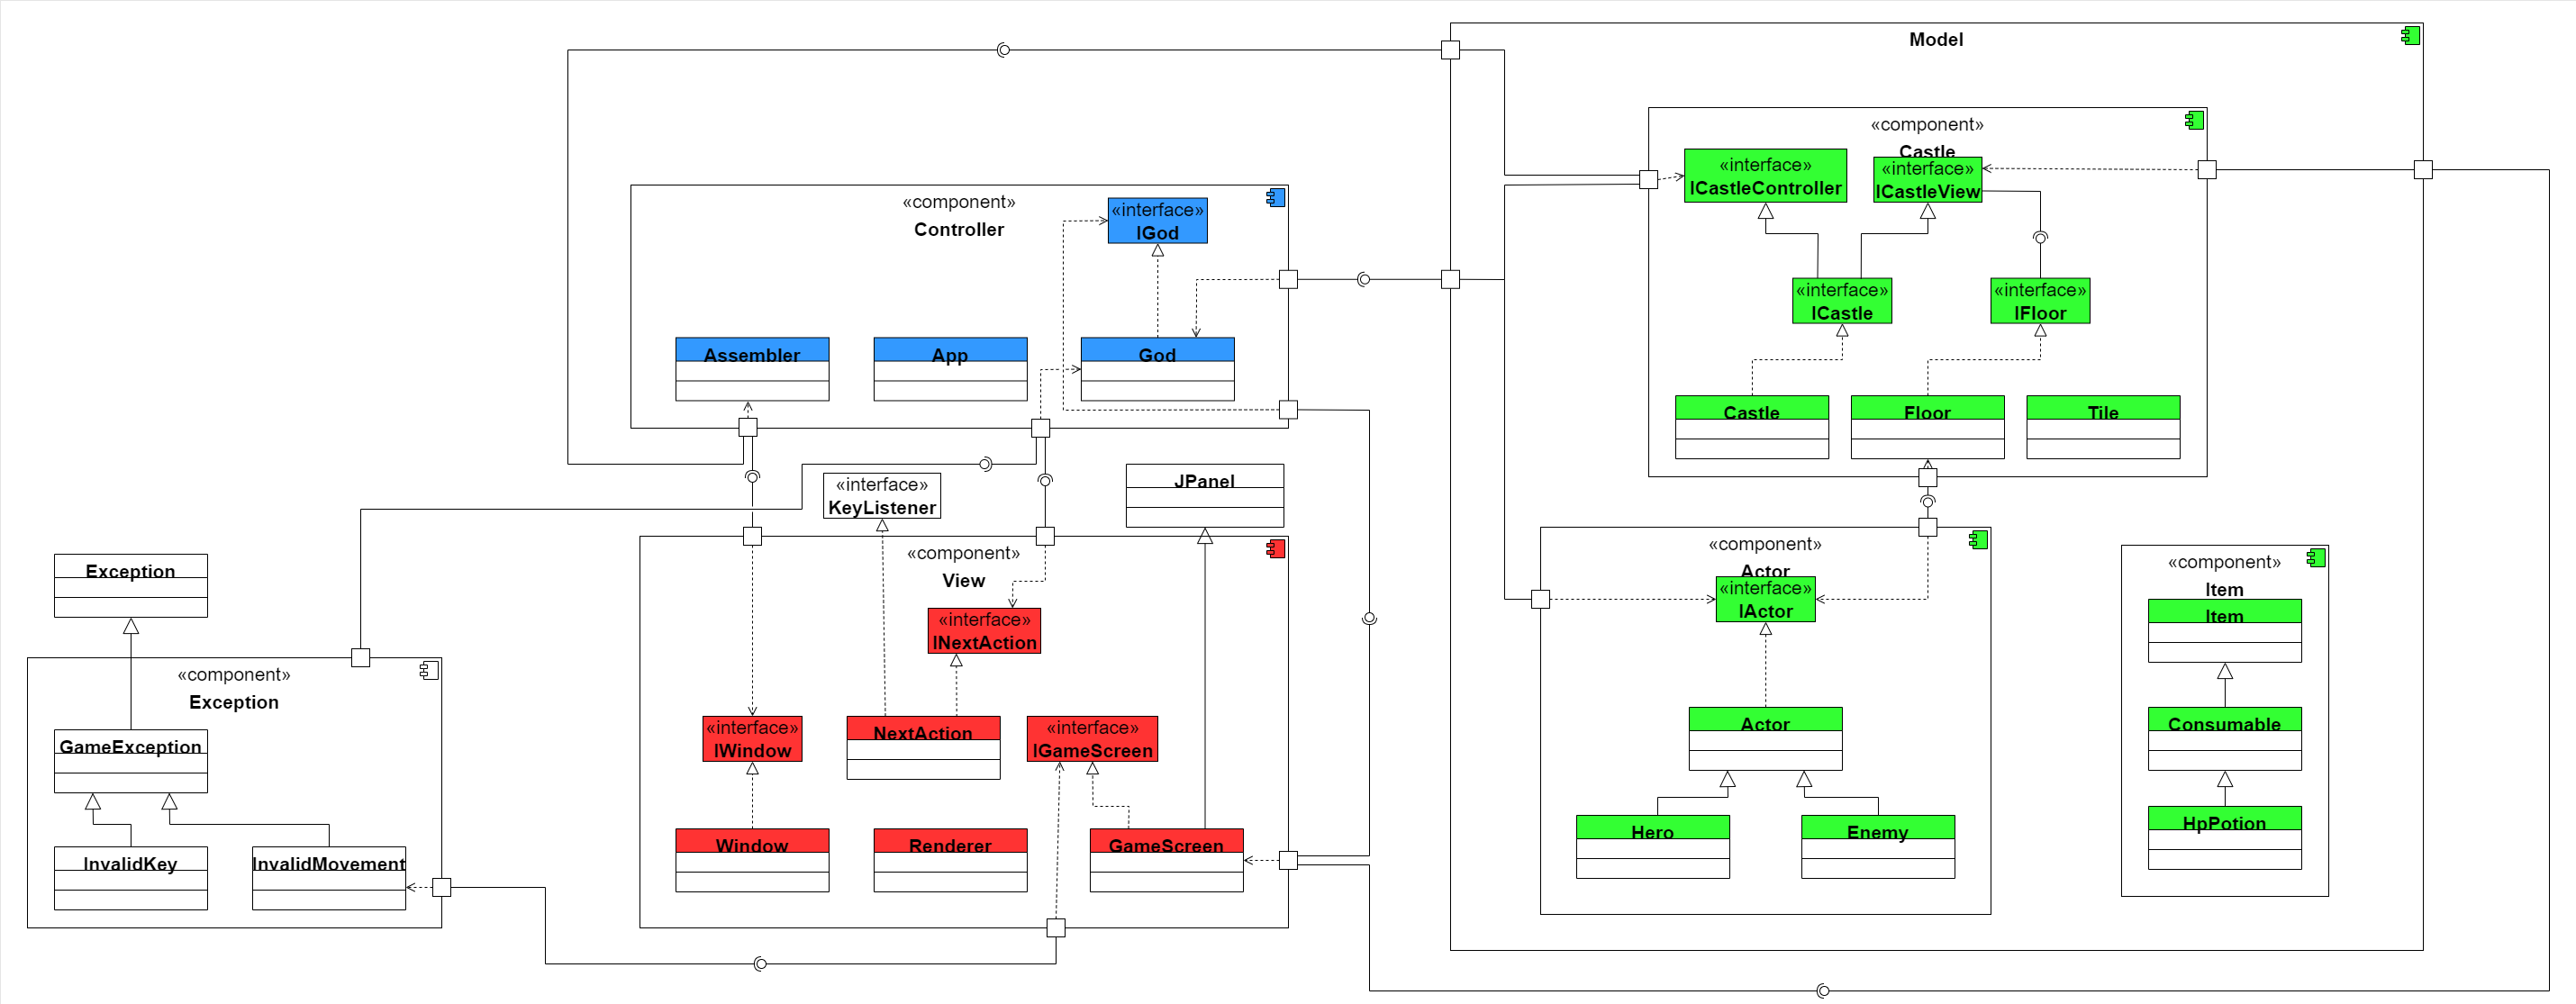 Model
«component»
Castle
«interface»
ICastleController
«interface»
ICastleView
«interface»
ICastle
«interface»
IFloor
Castle
Floor
Tile
«component»
Controller
«interface»
IGod
Assembler
App
God
«interface»
KeyListener
JPanel
«component»
View
«interface»
INextAction
«interface»
IWindow
NextAction
«interface»
IGameScreen
Window
Renderer
GameScreen
Exception
«component»
Exception
GameException
InvalidKey
InvalidMovement
«component»
Actor
«interface»
IActor
Actor
Hero
Enemy
«component»
Item
Item
Consumable
HpPotion